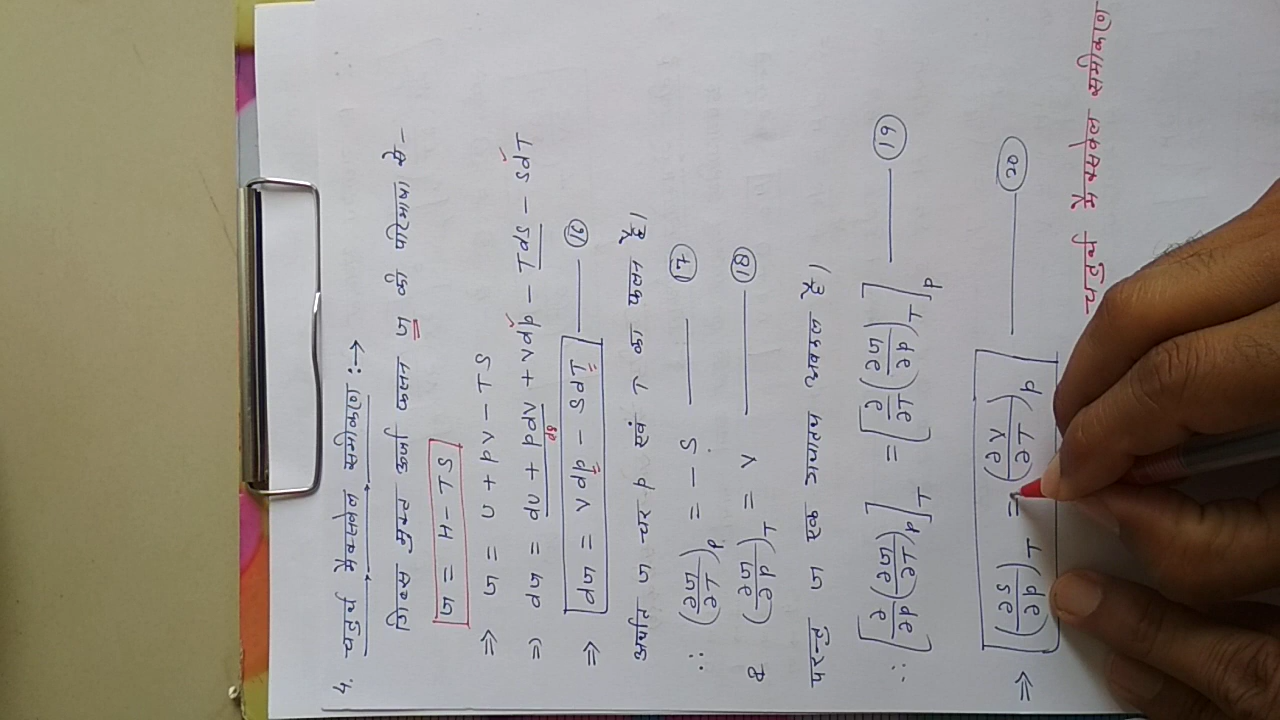 4. चतुर्थ मैक्सवेल समीकरण :→
गिब्स मुक्त ऊर्जा फलन G के परिभाषा से -
G = H - TS
⇒ G = U + PV - TS
⇒ dG = dU + PdV + VdP - TdS - SdT
dQ
⇒ dG = VdP - SdT —— (16)
अर्थात G चर P एवं T का फलन है।
∴ (∂G/∂T)_P = - S —— (17)
& (∂G/∂P)_T = V —— (18)
परन्तु G एक यथातथ अवकल है।
∴ [∂/∂P (∂G/∂T)_P]_T = [∂/∂T (∂G/∂P)_T]_P —— (19)
⇒ (∂S/∂P)_T = (∂V/∂T)_P —— (20)
चतुर्थ मैक्सवेल समीकरण